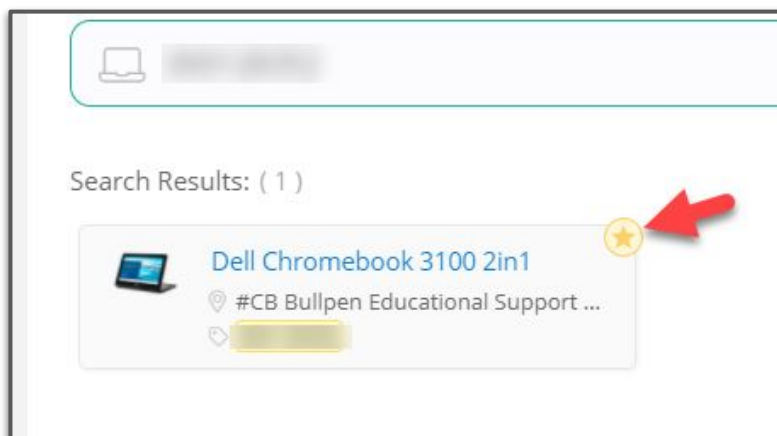 Search Results: ( 1 )
Dell Chromebook 3100 2in1
#CB Bullpen Educational Support ...